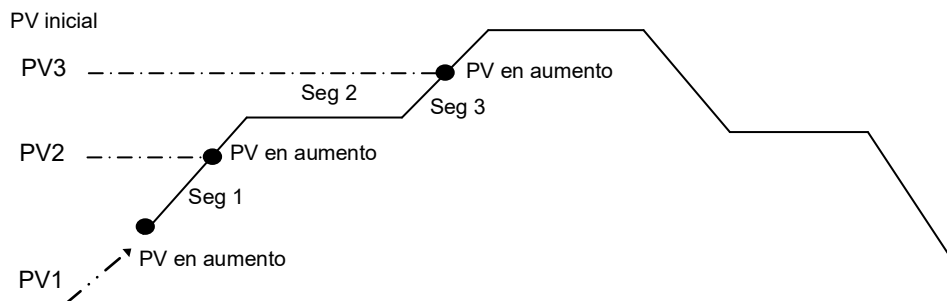 PV inicial
PV3
PV en aumento
Seg 2
Seg 3
PV2
PV en aumento
Seg 1
PV en aumento
PV1